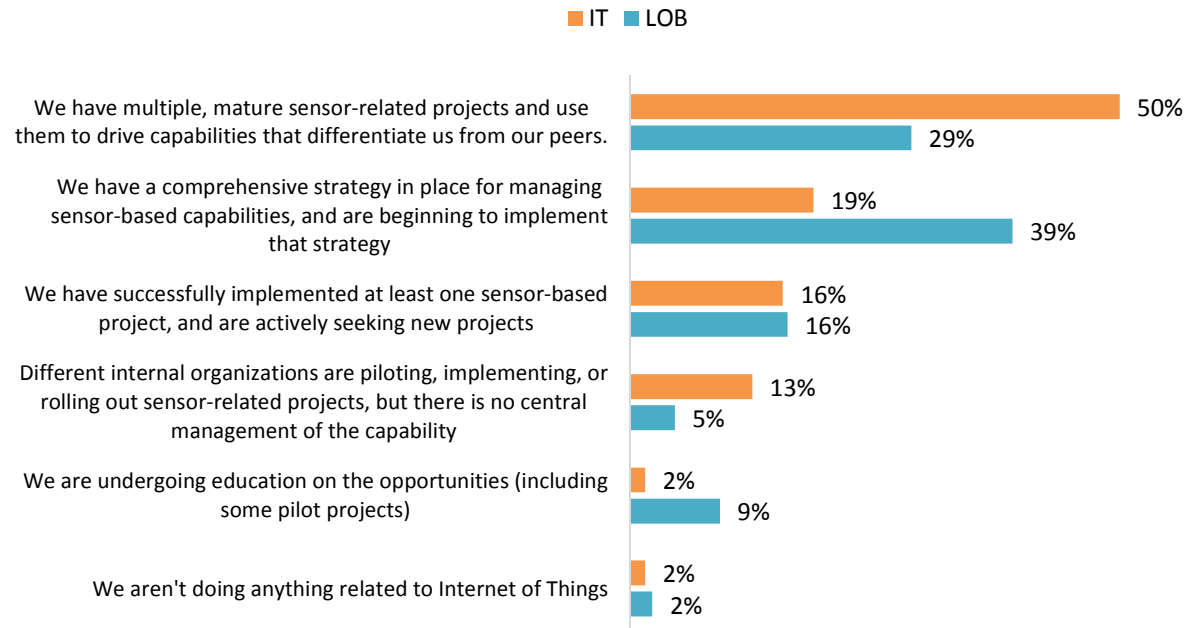 IT LOB
We have multiple, mature sensor-related projects and use
them to drive capabilities that differentiate us from our peers.
50%
29%
We have a comprehensive strategy in place for managing
sensor-based capabilities, and are beginning to implement
that strategy
19%
39%
We have successfully implemented at least one sensor-based
project, and are actively seeking new projects
16%
16%
Different internal organizations are piloting, implementing, or
rolling out sensor-related projects, but there is no central
management of the capability
13%
5%
We are undergoing education on the opportunities (including
some pilot projects)
2%
9%
We aren't doing anything related to Internet of Things
2%
2%